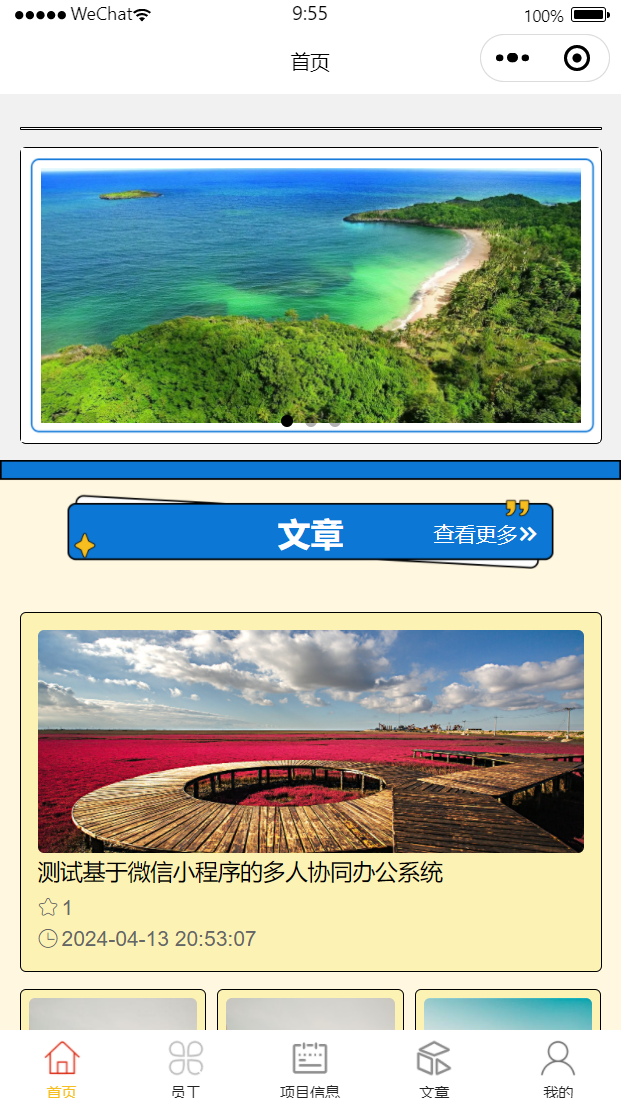 WeChat 9:55 100%
首页
文章 查看更多
测试基于微信小程序的多人协同办公系统
1
2024-04-13 20:53:07
首页 员工 项目信息 文章 我的